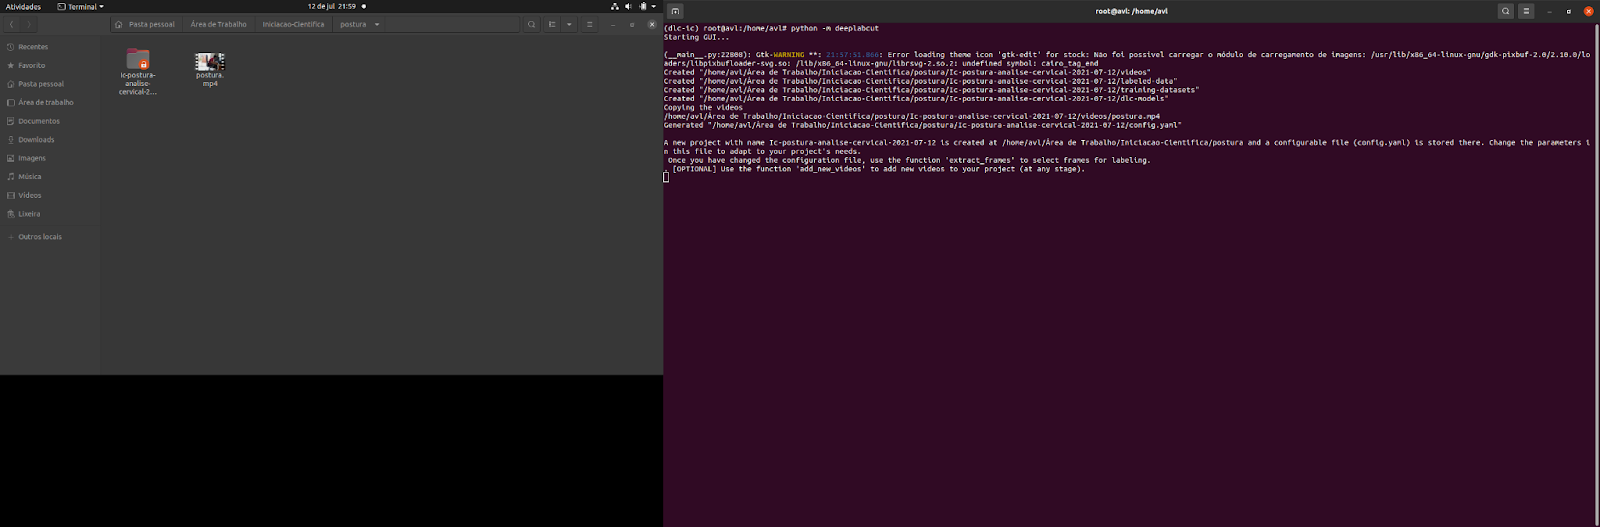 Atividades
Terminal
12 de jul 21:59
Pasta pessoal
Área de Trabalho
Iniciacao-Cientifica
postura
Recentes
Favorito
Pasta pessoal
Área de trabalho
Documentos
Downloads
Imagens
Música
Vídeos
Lixeira
+ Outros locais
Ic-postura-
analise-
cervical-2...
postura.
mp4
root@avl: /home/avl
(dlc-ic) root@avl:/home/avl# python -m deeplabcut
Starting GUI...
(__main__.py:22808): Gtk-WARNING **: 21:57:51.866: Error loading theme icon 'gtk-edit' for stock: Não foi possível carregar o módulo de carregamento de imagens: /usr/lib/x86_64-linux-gnu/gdk-pixbuf-2.0/2.10.0/lo
aders/libpixbufloader-svg.so: /lib/x86_64-linux-gnu/librsvg-2.so.2: undefined symbol: cairo_tag_end
Created "/home/avl/Área de Trabalho/Iniciacao-Cientifica/postura/Ic-postura-analise-cervical-2021-07-12/videos"
Created "/home/avl/Área de Trabalho/Iniciacao-Cientifica/postura/Ic-postura-analise-cervical-2021-07-12/labeled-data"
Created "/home/avl/Área de Trabalho/Iniciacao-Cientifica/postura/Ic-postura-analise-cervical-2021-07-12/training-datasets"
Created "/home/avl/Área de Trabalho/Iniciacao-Cientifica/postura/Ic-postura-analise-cervical-2021-07-12/dlc-models"
Copying the videos
/home/avl/Área de Trabalho/Iniciacao-Cientifica/postura/Ic-postura-analise-cervical-2021-07-12/videos/postura.mp4
Generated "/home/avl/Área de Trabalho/Iniciacao-Cientifica/postura/Ic-postura-analise-cervical-2021-07-12/config.yaml"
A new project with name Ic-postura-analise-cervical-2021-07-12 is created at /home/avl/Área de Trabalho/Iniciacao-Cientifica/postura and a configurable file (config.yaml) is stored there. Change the parameters i
n this file to adapt to your project's needs.
Once you have changed the configuration file, use the function 'extract_frames' to select frames for labeling.
. [OPTIONAL] Use the function 'add_new_videos' to add new videos to your project (at any stage).